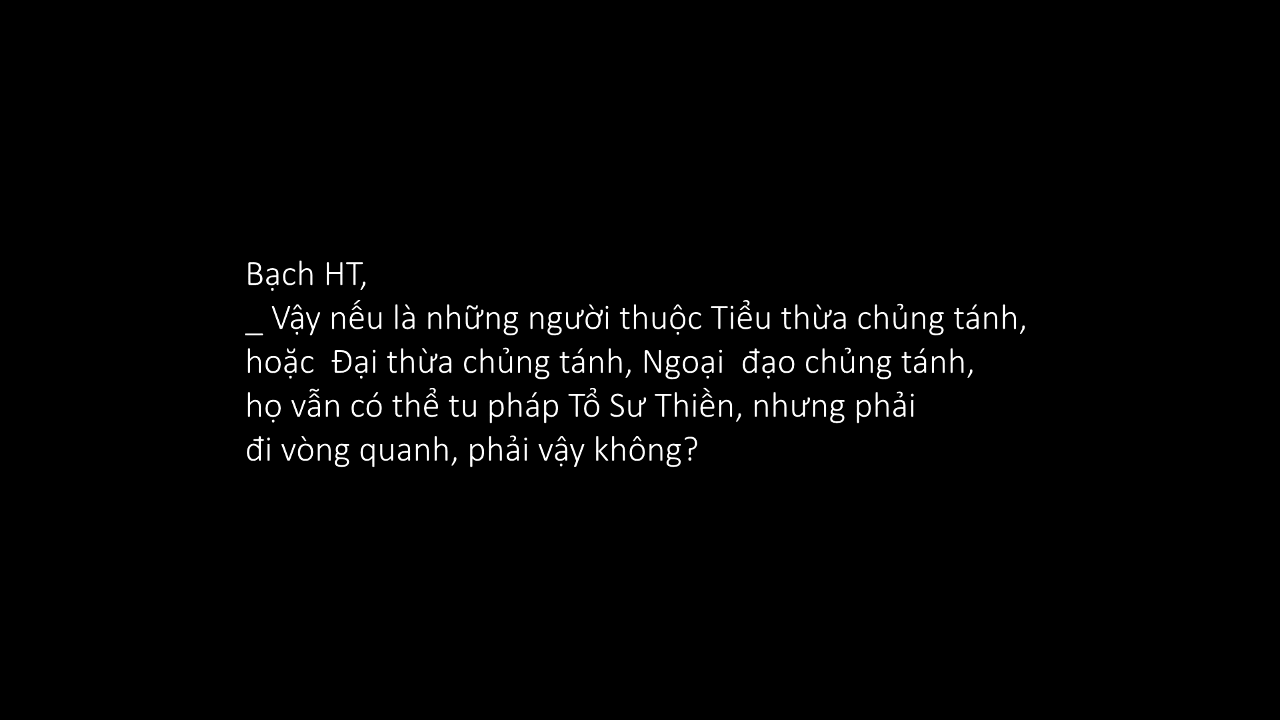 Bạch HT,
_ Vậy nếu là những người thuộc Tiểu thừa chủng tánh,
hoặc  Đại thừa chủng tánh, Ngoại  đạo chủng tánh,
họ vẫn có thể tu pháp Tổ Sư Thiền, nhưng phải
đi vòng quanh, phải vậy không?